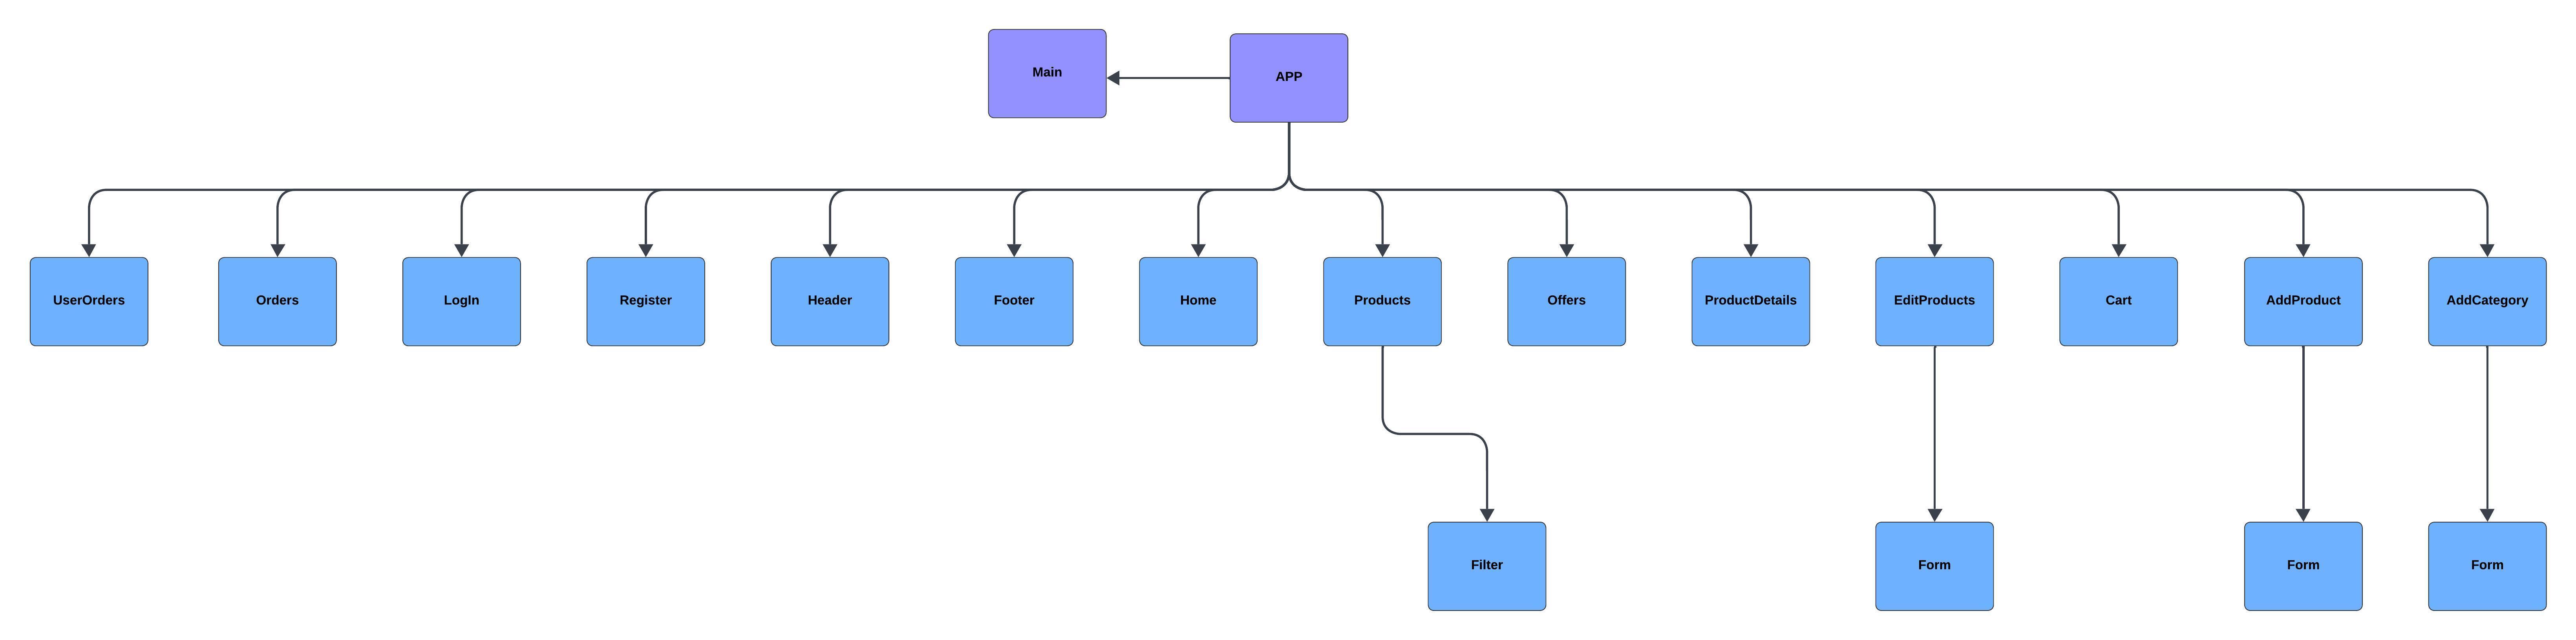 Main
APP
UserOrders
Orders
LogIn
Register
Header
Footer
Home
Products
Offers
ProductDetails
EditProducts
Cart
AddProduct
AddCategory
Filter
Form
Form
Form